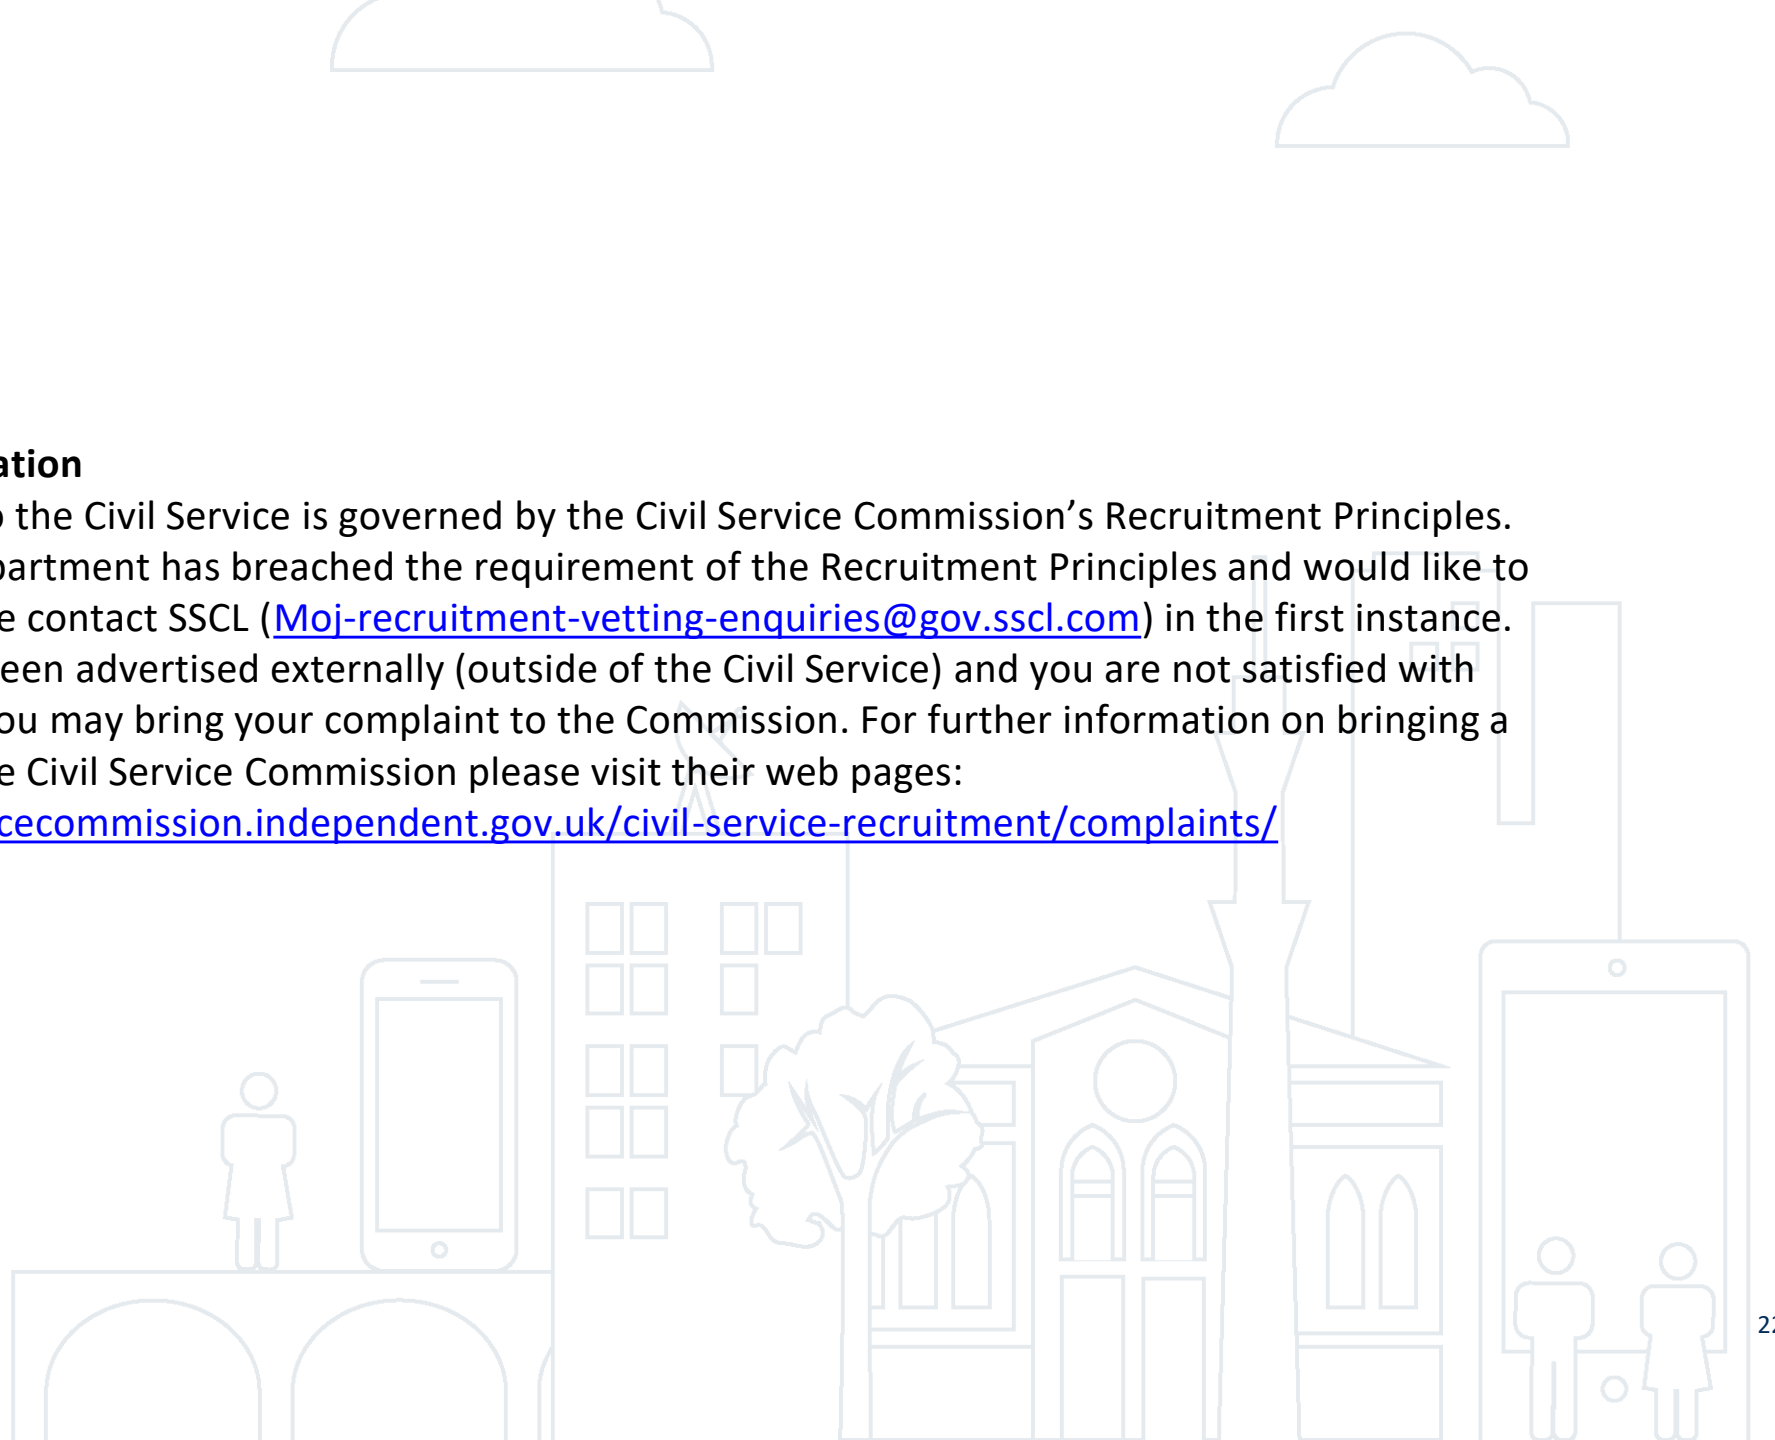 ation
o the Civil Service is governed by the Civil Service Commission’s Recruitment Principles.
partment has breached the requirement of the Recruitment Principles and would like to
e contact SSCL (Moj-recruitment-vetting-enquiries@gov.sscl.com) in the first instance.
een advertised externally (outside of the Civil Service) and you are not satisfied with
ou may bring your complaint to the Commission. For further information on bringing a
e Civil Service Commission please visit their web pages:
cecommission.independent.gov.uk/civil-service-recruitment/complaints/
22